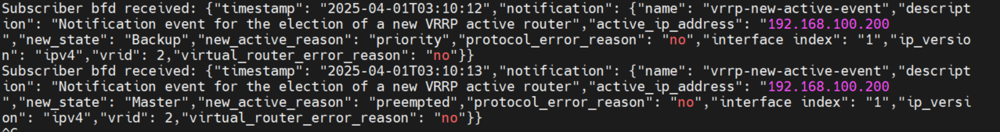 Subscriber bfd received: {"timestamp": "2025-04-01T03:10:12","notification": {"name": "vrrp-new-active-event","descript
ion": "Notification event for the election of a new VRRP active router","active_ip_address": "192.168.100.200
","new_state": "Backup","new_active_reason": "priority","protocol_error_reason": "no","interface index": "1","ip_versio
n": "ipv4","vrid": 2,"virtual_router_error_reason": "no"}}
Subscriber bfd received: {"timestamp": "2025-04-01T03:10:13","notification": {"name": "vrrp-new-active-event","descript
ion": "Notification event for the election of a new VRRP active router","active_ip_address": "192.168.100.200
","new_state": "Master","new_active_reason": "preempted","protocol_error_reason": "no","interface index": "1","ip_versi
on": "ipv4","vrid": 2,"virtual_router_error_reason": "no"}}